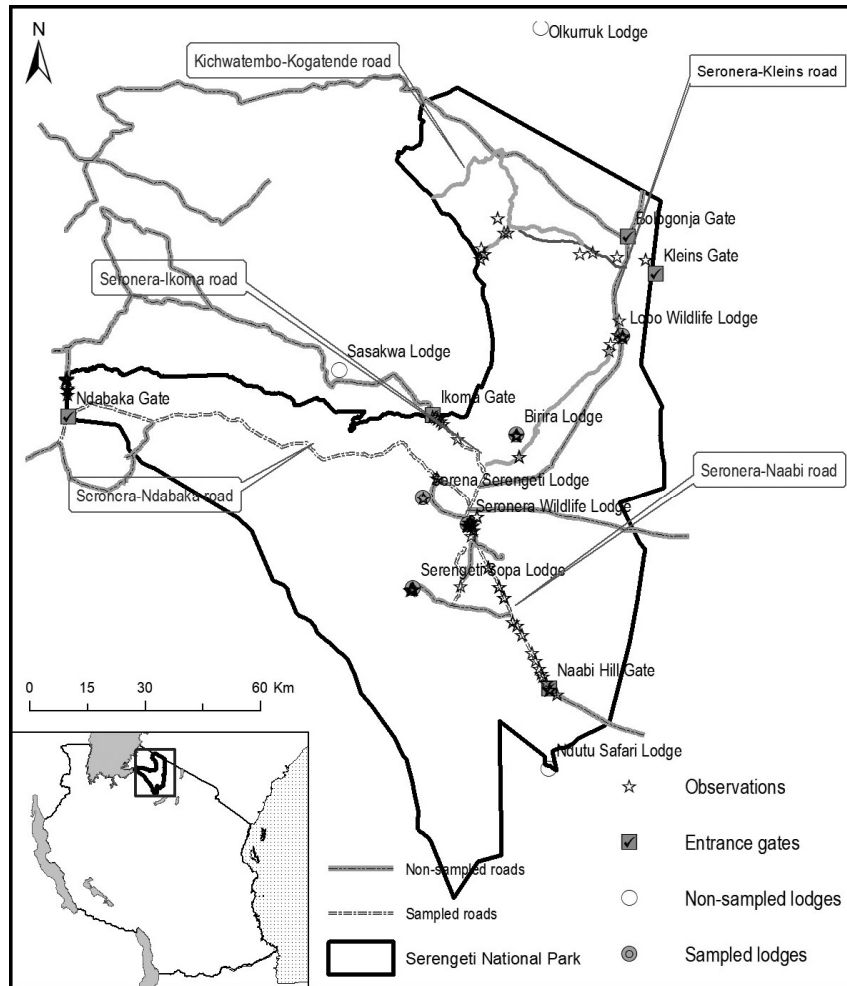 N
Olkurruk Lodge
Kichwatembo-Kogatende road
Seronera-Kleins road
Bologonja Gate
Kleins Gate
Seronera-Ikoma road
Lobo Wildlife Lodge
Sasakwa Lodge
Ndabaka Gate
Ikoma Gate
Birira Lodge
Seronera-Naabi road
Serena Serengeti Lodge
Seronera-Ndabaka road
Seronera Wildlife Lodge
Serengeti Sopa Lodge
Naabi Hill Gate
0 15 30 60 Km
Ndutu Safari Lodge
Observations
Entrance gates
Non-sampled roads
Non-sampled lodges
Sampled roads
Serengeti National Park
Sampled lodges